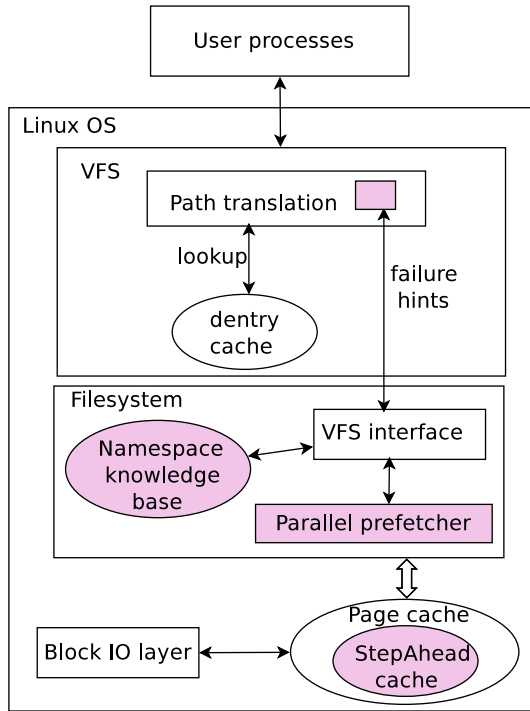 User processes
Linux OS
VFS
Path translation
lookup
failure
hints
dentry
cache
Filesystem
Namespace
knowledge
base
VFS interface
Parallel prefetcher
Page cache
StepAhead
cache
Block IO layer